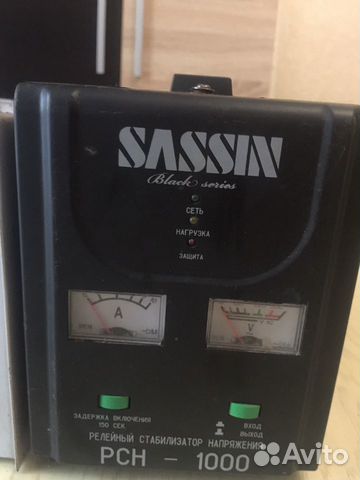 SASSIN
Black series
СЕТЬ
НАГРУЗКА
ЗАЩИТА
A
V
ЗАДЕРЖКА ВКЛЮЧЕНИЯ
150 СЕК
ВХОД
ВЫХОД
РЕЛЕЙНЫЙ СТАБИЛИЗАТОР НАПРЯЖЕНИЯ
РСН - 1000
Avito